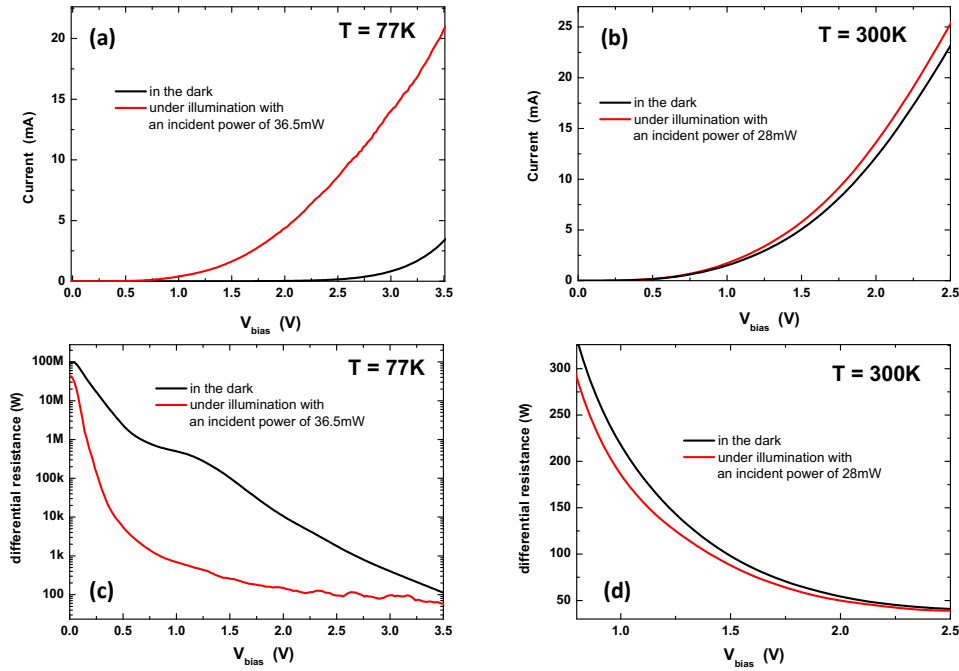 (a)
T = 77K
in the dark
under illumination with
an incident power of 36.5mW
Current (mA)
20
15
10
5
0
0.0 0.5 1.0 1.5 2.0 2.5 3.0 3.5
V_bias (V)
(b)
T = 300K
in the dark
under illumination with
an incident power of 28mW
Current (mA)
25
20
15
10
5
0
0.0 0.5 1.0 1.5 2.0 2.5
V_bias (V)
T = 77K
in the dark
under illumination with
an incident power of 36.5mW
differential resistance (W)
100M
10M
1M
100k
10k
1k
100
(c)
0.0 0.5 1.0 1.5 2.0 2.5 3.0 3.5
V_bias (V)
T = 300K
in the dark
under illumination with
an incident power of 28mW
differential resistance (W)
300
250
200
150
100
50
(d)
1.0 1.5 2.0 2.5
V_bias (V)